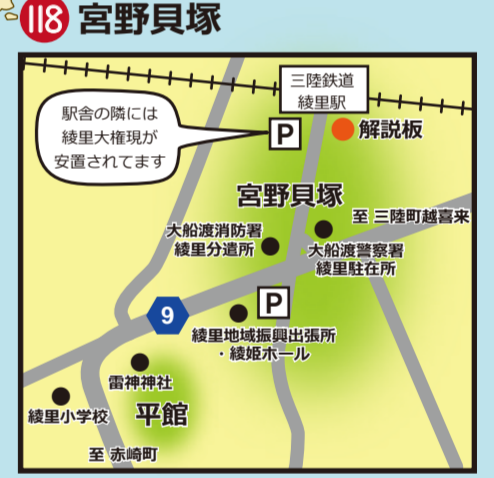 118 宮野貝塚
三陸鉄道
綾里駅
駅舎の隣には
綾里大権現が
安置されてます
P
解説板
宮野貝塚
至 三陸町越喜来
大船渡消防署
綾里分遣所
大船渡警察署
綾里駐在所
P
9
綾里地域振興出張所
・綾姫ホール
雷神神社
平館
綾里小学校
至 赤崎町